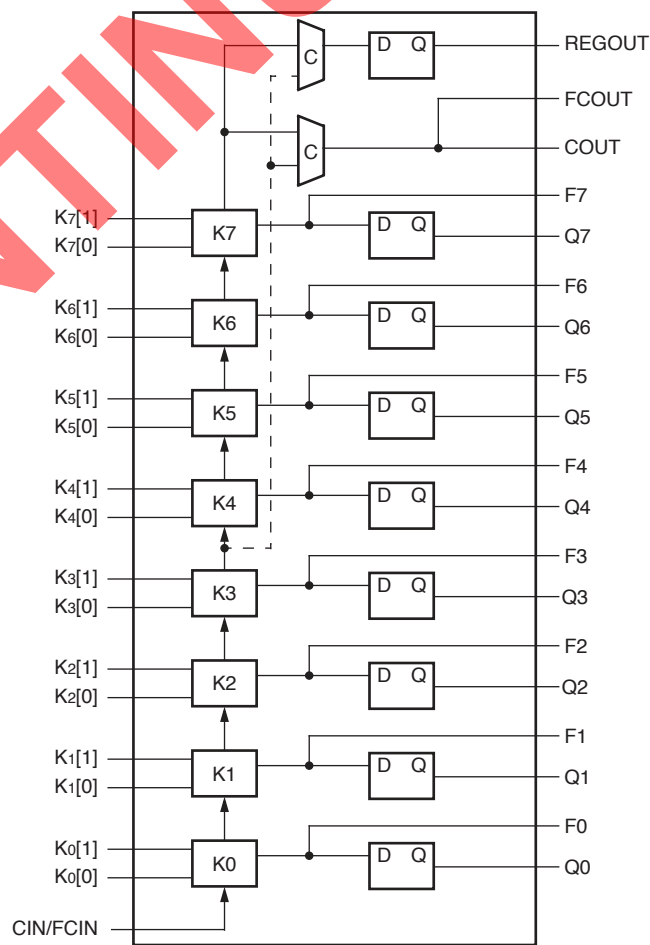 C D Q REGOUT
FCOUT
C COUT
F7
K7[1] K7 D Q
K7[0] Q7
F6
K6[1] K6 D Q
K6[0] Q6
F5
K5[1] K5 D Q
K5[0] Q5
F4
K4[1] K4 D Q
K4[0] Q4
F3
K3[1] K3 D Q
K3[0] Q3
F2
K2[1] K2 D Q
K2[0] Q2
F1
K1[1] K1 D Q
K1[0] Q1
F0
K0[1] K0 D Q
K0[0] Q0
CIN/FCIN